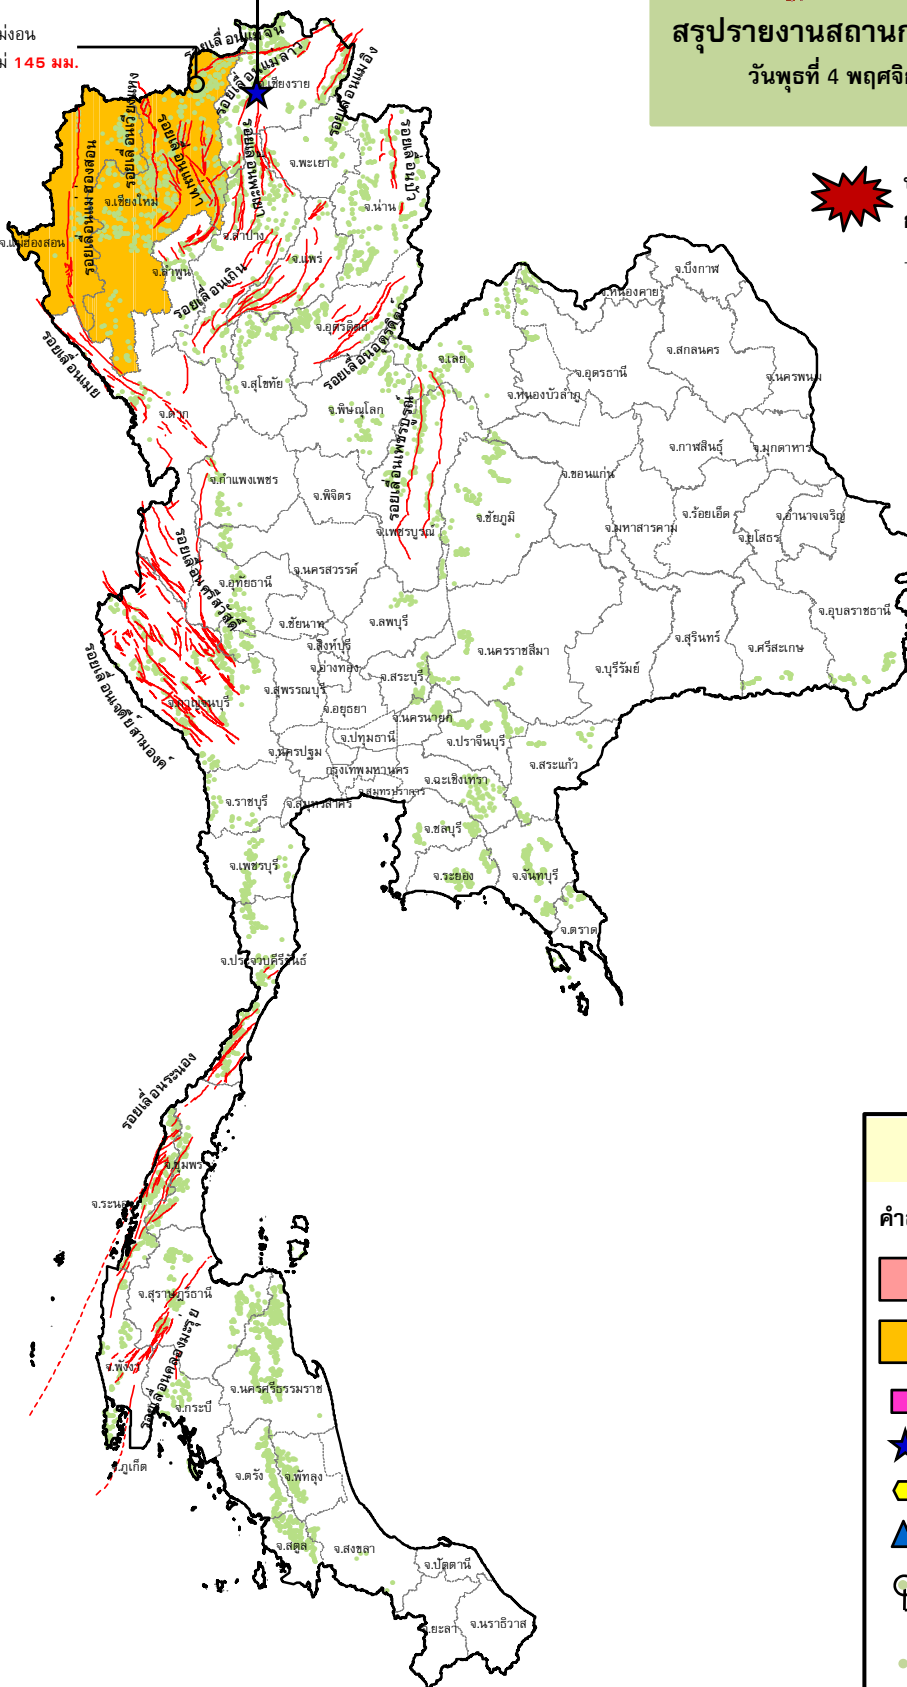 145 มม.
สรุปรายงานสถาน
วันพุธที่ 4 พฤศจิ
รอยเลื่อนแม่จัน
รอยเลื่อนแม่ลาว
รอยเลื่อนแม่อิง
จ.เชียงราย
รอยเลื่อนเวียงแหง
รอยเลื่อนแม่ทา
รอยเลื่อนพะเยา
รอยเลื่อนปัว
รอยเลื่อนแม่ฮ่องสอน
จ.พะเยา
จ.เชียงใหม่
จ.น่าน
จ.แม่ฮ่องสอน
จ.ลำปาง
จ.แพร่
จ.ลำพูน
รอยเลื่อนเถิน
จ.บึงกาฬ
จ.หนองคาย
จ.อุตรดิตถ์
รอยเลื่อนอุตรดิตถ์
รอยเลื่อนเมย
จ.เลย
จ.สกลนคร
จ.อุดรธานี
จ.นครพนม
จ.สุโขทัย
จ.หนองบัวลำภู
จ.ตาก
จ.พิษณุโลก
รอยเลื่อนเพชรบูรณ์
จ.กาฬสินธุ์
จ.มุกดาหาร
จ.ขอนแก่น
จ.กำแพงเพชร
จ.พิจิตร
จ.ชัยภูมิ
จ.ร้อยเอ็ด
จ.อำนาจเจริญ
จ.มหาสารคาม
จ.เพชรบูรณ์
จ.ยโสธร
รอยเลื่อนศรีสวัสดิ์
จ.นครสวรรค์
จ.อุทัยธานี
จ.ชัยนาท
จ.ลพบุรี
จ.อุบลราชธานี
จ.สิงห์บุรี
จ.นครราชสีมา
จ.สุรินทร์
จ.ศรีสะเกษ
จ.อ่างทอง
จ.บุรีรัมย์
จ.สระบุรี
รอยเลื่อนเจดีย์สามองค์
จ.สุพรรณบุรี
จ.กาญจนบุรี
จ.อยุธยา
จ.นครนายก
จ.ปทุมธานี
จ.ปราจีนบุรี
จ.นครปฐม
จ.สระแก้ว
กรุงเทพมหานคร
จ.ฉะเชิงเทรา
จ.สมุทรปราการ
จ.ราชบุรี
จ.สมุทรสาคร
จ.ชลบุรี
จ.เพชรบุรี
จ.ระยอง
จ.จันทบุรี
จ.ตราด
จ.ประจวบคีรีขันธ์
รอยเลื่อนระนอง
จ.ชุมพร
จ.สุราษฎร์ธานี
รอยเลื่อนคลองมะรุ่ย
จ.พังงา
จ.นครศรีธรรมราช
จ.กระบี่
จ.ภูเก็ต
จ.ตรัง
จ.พัทลุง
จ.สตูล
จ.สงขลา
จ.ปัตตานี
จ.ยะลา
จ.นราธิวาส